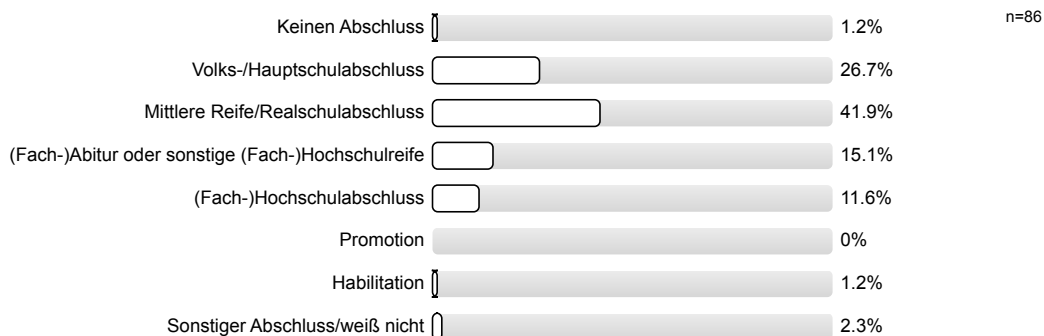 n=86
Keinen Abschluss 1.2%
Volks-/Hauptschulabschluss 26.7%
Mittlere Reife/Realschulabschluss 41.9%
(Fach-)Abitur oder sonstige (Fach-)Hochschulreife 15.1%
(Fach-)Hochschulabschluss 11.6%
Promotion 0%
Habilitation 1.2%
Sonstiger Abschluss/weiß nicht 2.3%